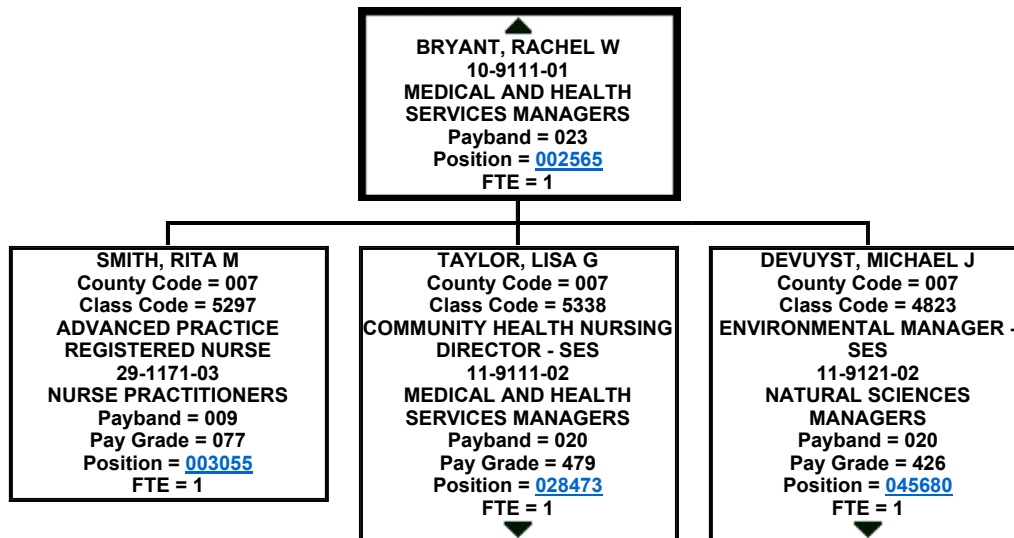 BRYANT, RACHEL W
10-9111-01
MEDICAL AND HEALTH
SERVICES MANAGERS
Payband = 023
Position = 002565
FTE = 1
SMITH, RITA M
County Code = 007
Class Code = 5297
ADVANCED PRACTICE
REGISTERED NURSE
29-1171-03
NURSE PRACTITIONERS
Payband = 009
Pay Grade = 077
Position = 003055
FTE = 1
TAYLOR, LISA G
County Code = 007
Class Code = 5338
COMMUNITY HEALTH NURSING
DIRECTOR - SES
11-9111-02
MEDICAL AND HEALTH
SERVICES MANAGERS
Payband = 020
Pay Grade = 479
Position = 028473
FTE = 1
DEVUYST, MICHAEL J
County Code = 007
Class Code = 4823
ENVIRONMENTAL MANAGER -
SES
11-9121-02
NATURAL SCIENCES
MANAGERS
Payband = 020
Pay Grade = 426
Position = 045680
FTE = 1